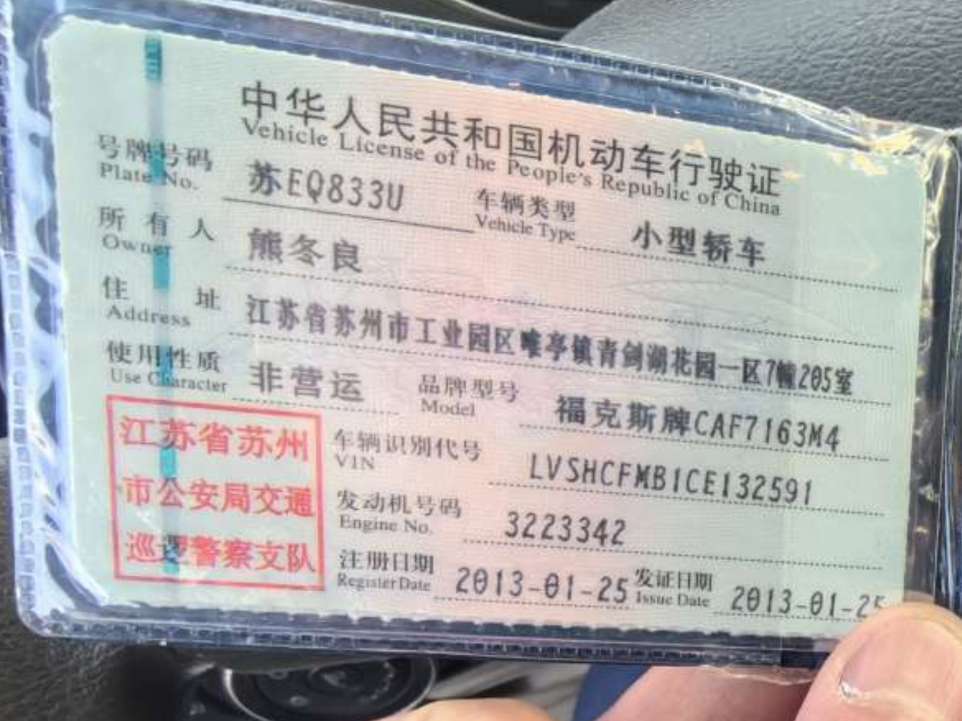 中华人民共和国机动车行驶证
Vehicle License of the People's Republic of China
号牌号码 苏EQ833U 车辆类型 小型轿车
Plate No. Vehicle Type
所有人 熊冬良
Owner
住址 江苏省苏州市工业园区唯亭镇青剑湖花园一区7幢205室
Address
使用性质 非营运 品牌型号 福克斯牌CAF7163M4
Use Character Model
江苏省苏州
市公安局交通
巡逻警察支队
车辆识别代号 LVSHCFMB1CE132591
VIN
发动机号码 3223342
Engine No.
注册日期 2013-01-25 发证日期 2013-01-25
Register Date Issue Date